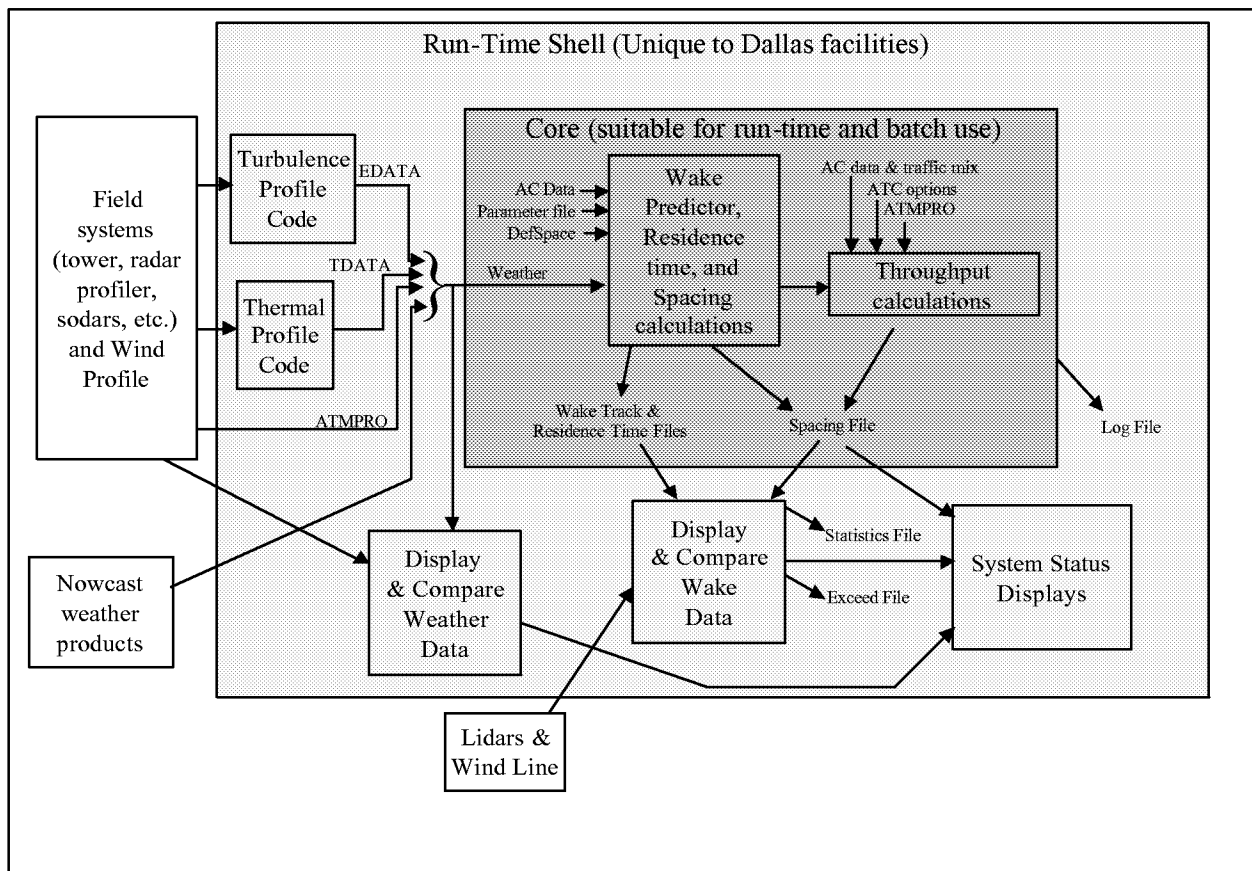 Run-Time Shell (Unique to Dallas facilities)
Core (suitable for run-time and batch use)
Field
systems
(tower, radar
profiler,
sodars, etc.)
and Wind
Profile
Turbulence
Profile
Code
EDATA
TDATA
Thermal
Profile
Code
ATMPRO
AC Data
Parameter file
DefSpace
Weather
Wake
Predictor,
Residence
time, and
Spacing
calculations
AC data & traffic mix
ATC options
ATMPRO
Throughput
calculations
Wake Track &
Residence Time Files
Spacing File
Log File
Nowcast
weather
products
Display
& Compare
Weather
Data
Display
& Compare
Wake
Data
Statistics File
Exceed File
System Status
Displays
Lidars &
Wind Line